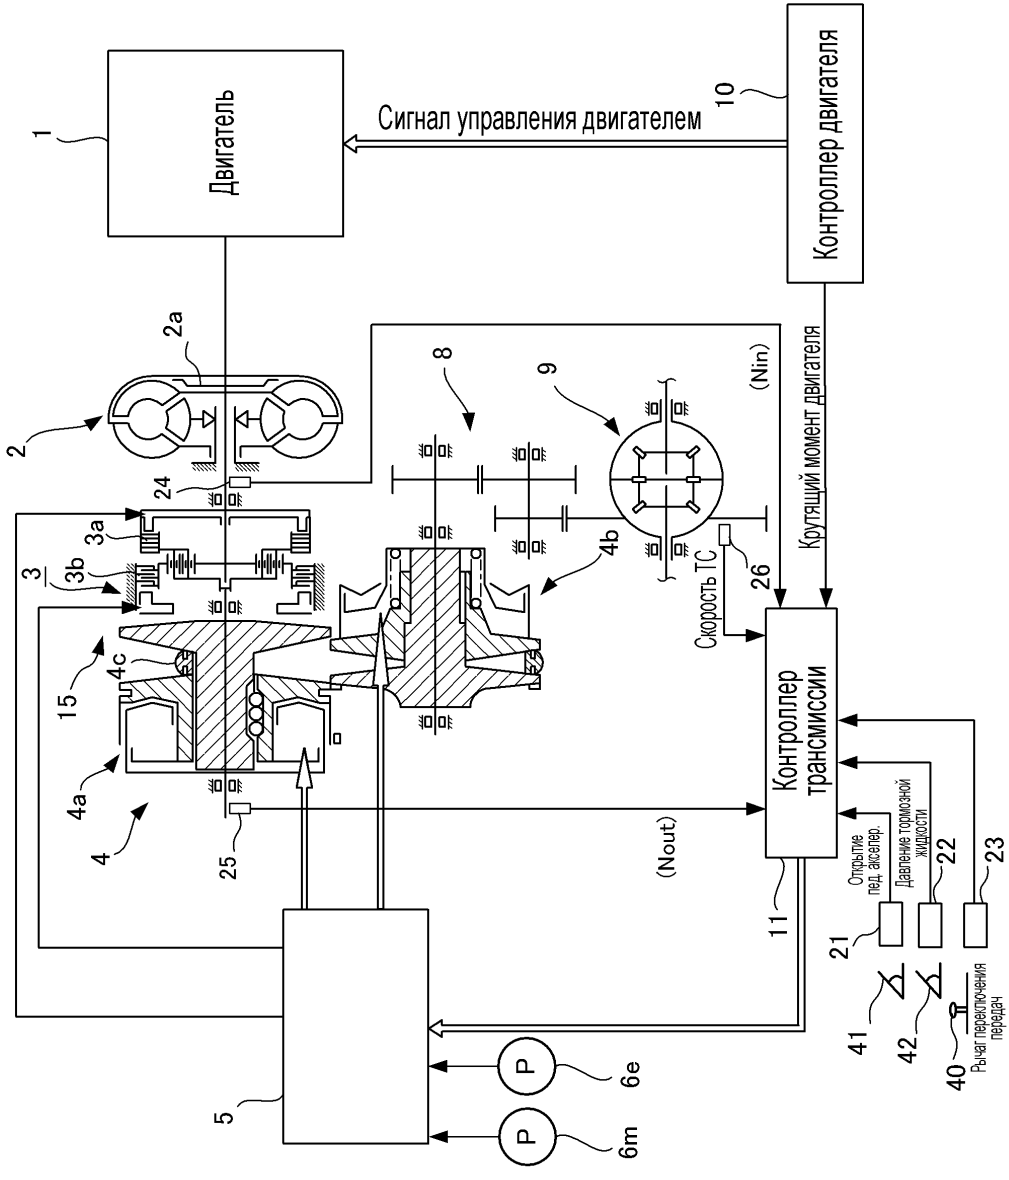 1
Двигатель
Сигнал управления двигателем
10
Контроллер двигателя
2
2a
24
3a
3b
3
15
4c
4a
4
25
8
9
4b
26
Скорость ТС
(Nin)
Крутящий момент двигателя
(Nout)
5
P
6e
P
6m
11
Контроллер
трансмиссии
Открытие
пед. акселер.
Давление тормозной
жидкости
21
22
23
41
42
40
Рычаг переключения
передач